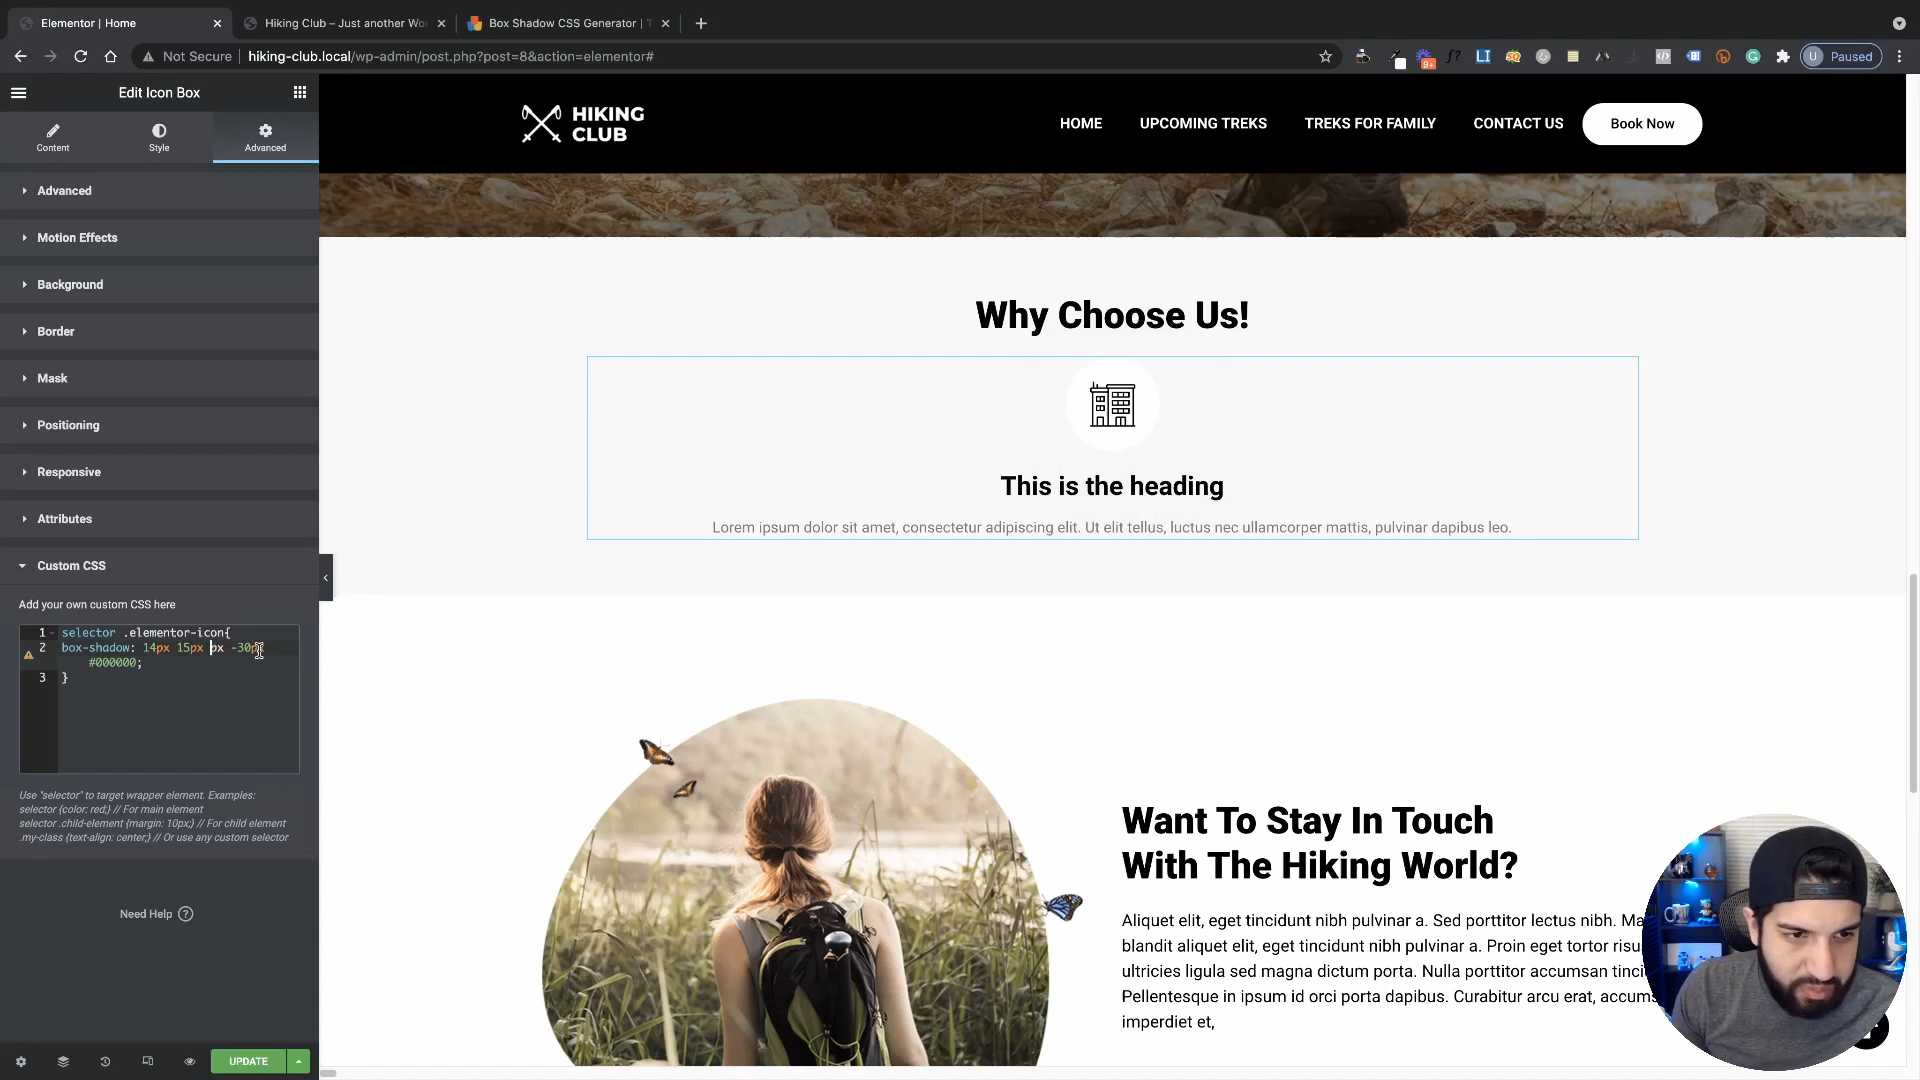 Elementor | Home
Hiking Club – Just another Wor
Box Shadow CSS Generator | T
Not Secure
hiking-club.local/wp-admin/post.php?post=8&action=elementor#
9+
f?
LI
U Paused
Edit Icon Box
Content
Style
Advanced
Advanced
Motion Effects
Background
Border
Mask
Positioning
Responsive
Attributes
Custom CSS
Add your own custom CSS here
1 selector .elementor-icon{
2 box-shadow: 14px 15px px -30px
#000000;
3 }
Use "selector" to target wrapper element. Examples:
selector {color: red;} // For main element
selector .child-element {margin: 10px;} // For child element
.my-class {text-align: center;} // Or use any custom selector
Need Help ?
UPDATE
HIKING
CLUB
HOME
UPCOMING TREKS
TREKS FOR FAMILY
CONTACT US
Book Now
Why Choose Us!
This is the heading
Lorem ipsum dolor sit amet, consectetur adipiscing elit. Ut elit tellus, luctus nec ullamcorper mattis, pulvinar dapibus leo.
Want To Stay In Touch
With The Hiking World?
Aliquet elit, eget tincidunt nibh pulvinar a. Sed porttitor lectus nibh. Ma
blandit aliquet elit, eget tincidunt nibh pulvinar a. Proin eget tortor risu
ultricies ligula sed magna dictum porta. Nulla porttitor accumsan tinci
Pellentesque in ipsum id orci porta dapibus. Curabitur arcu erat, accums
imperdiet et,